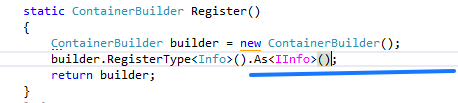 static ContainerBuilder Register()
{
ContainerBuilder builder = new ContainerBuilder();
builder.RegisterType<Info>().As<IInfo>();
return builder;
}